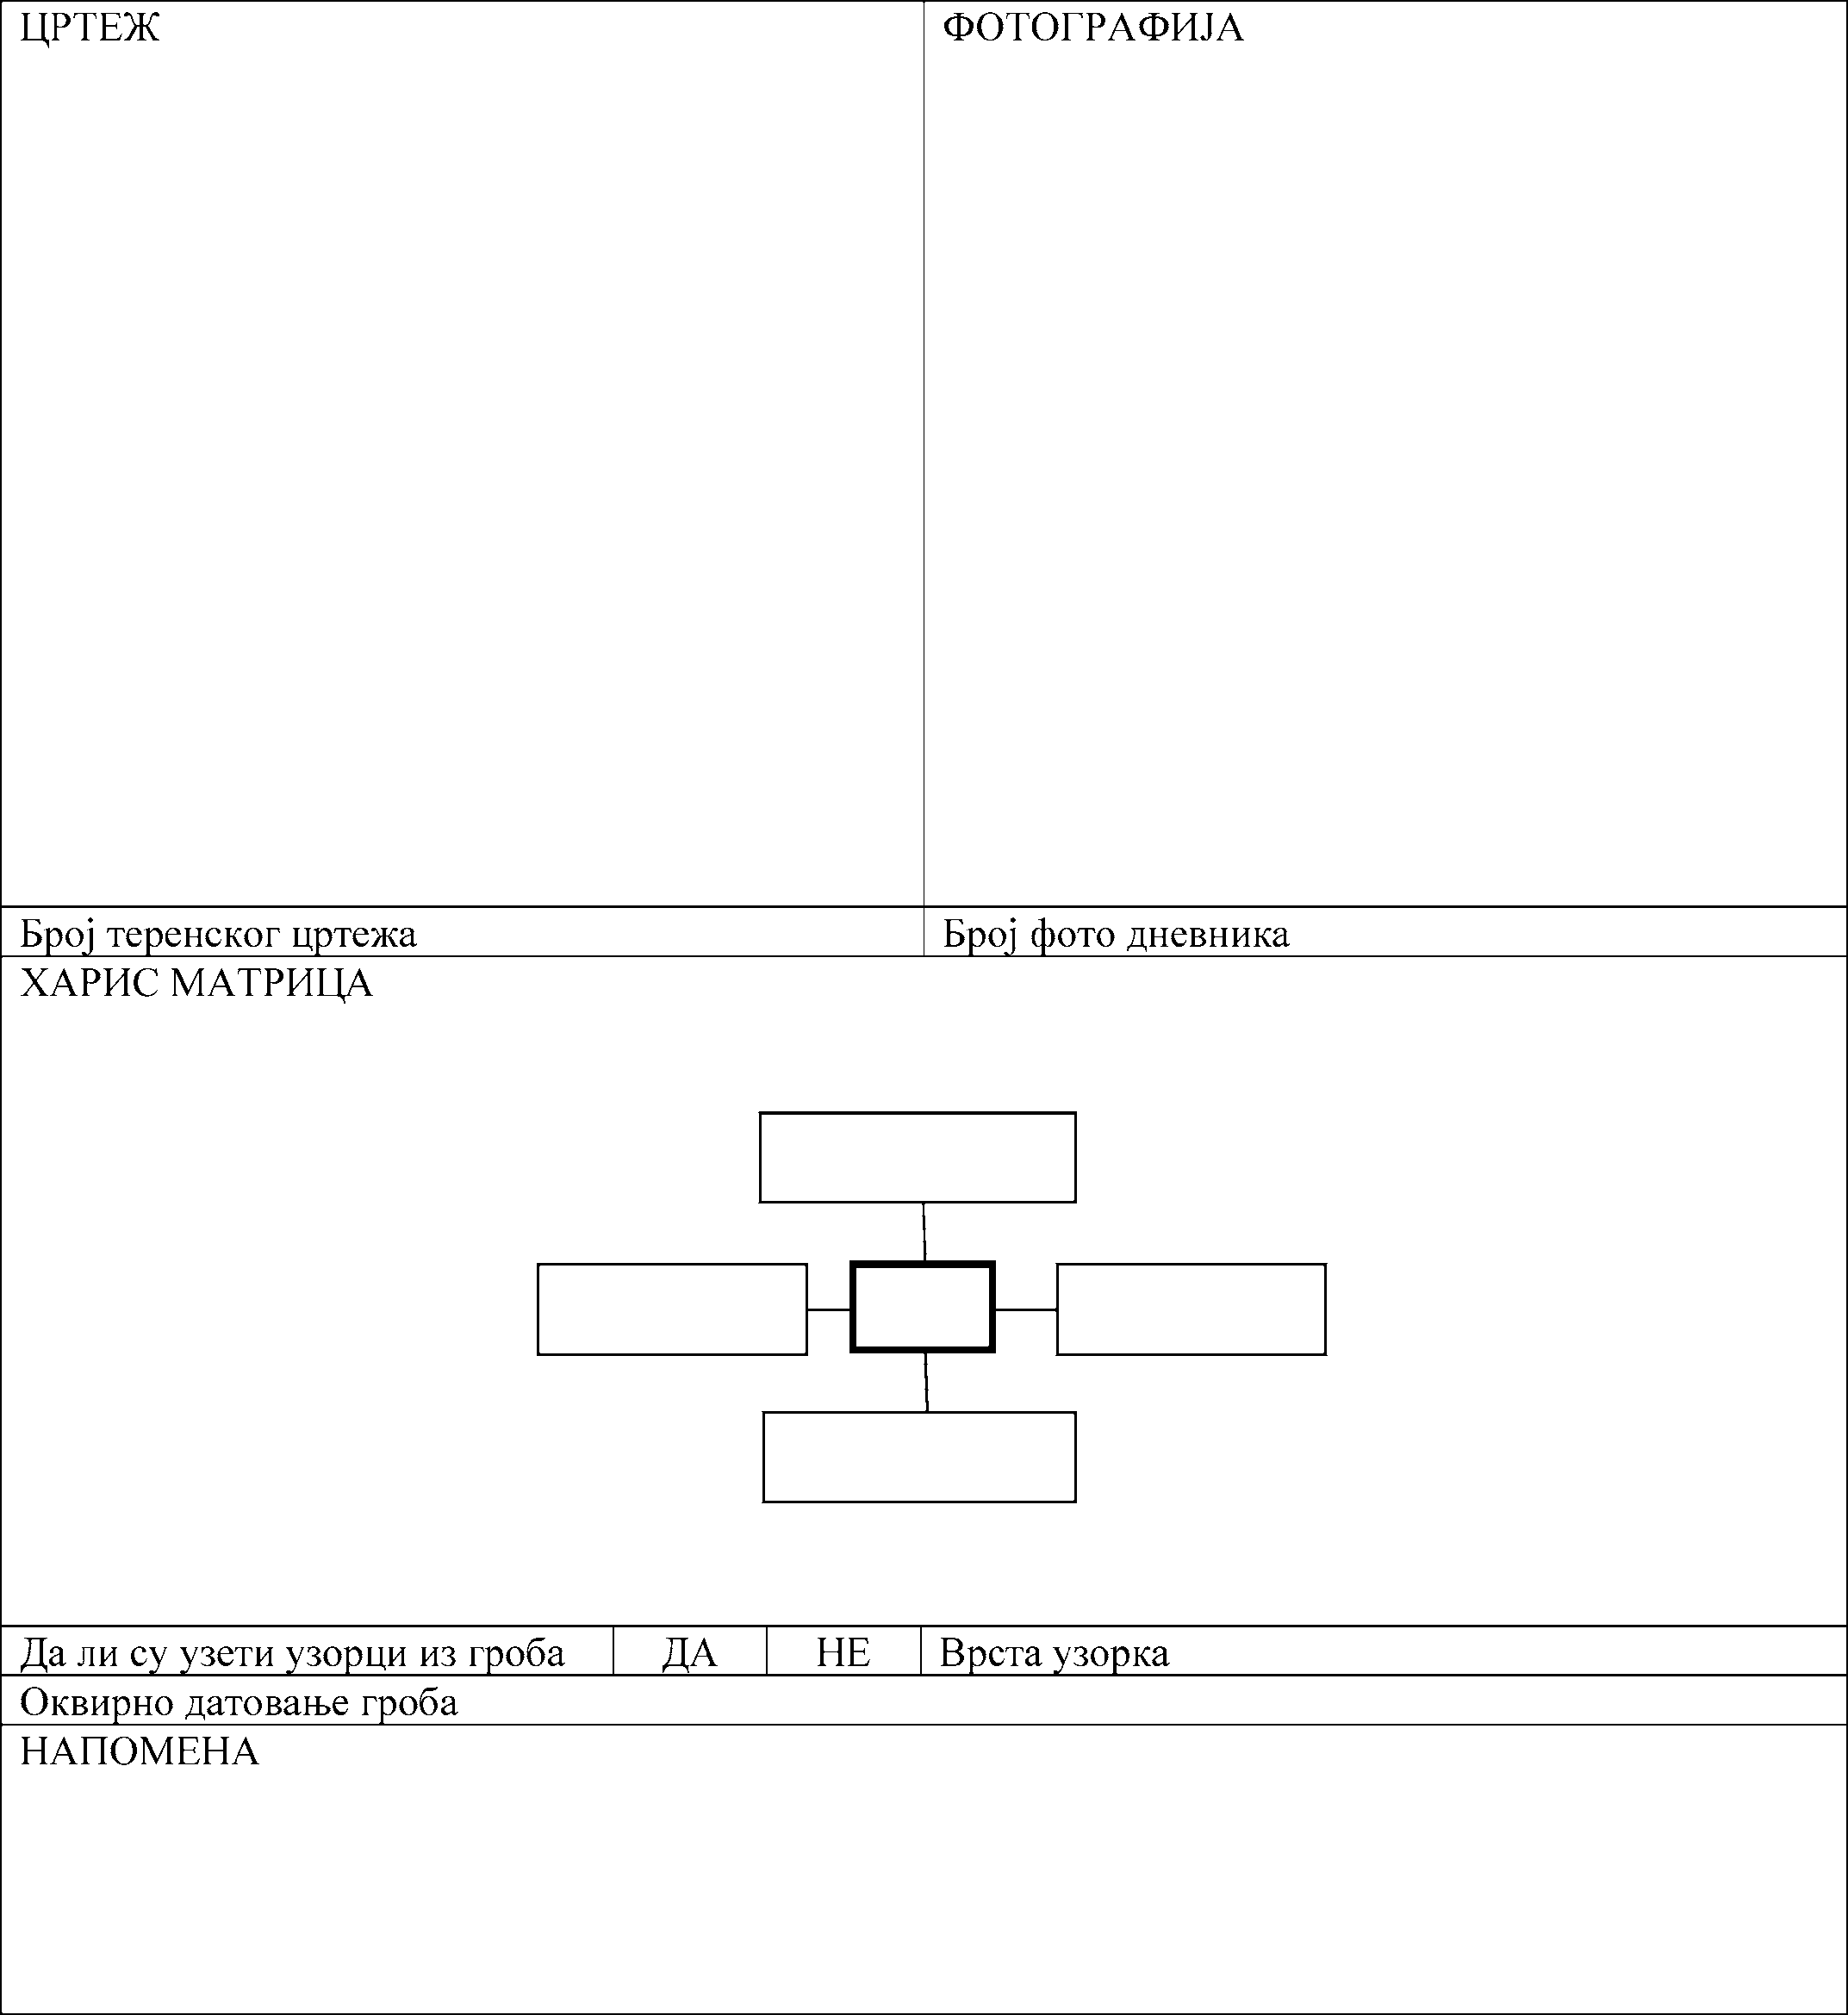 ЦРТЕЖ
ФОТОГРАФИЈА
Број теренског цртежа
Број фото дневника
ХАРИС МАТРИЦА
Да ли су узети узорци из гроба
ДА
НЕ
Врста узорка
Оквирно датовање гроба
НАПОМЕНА